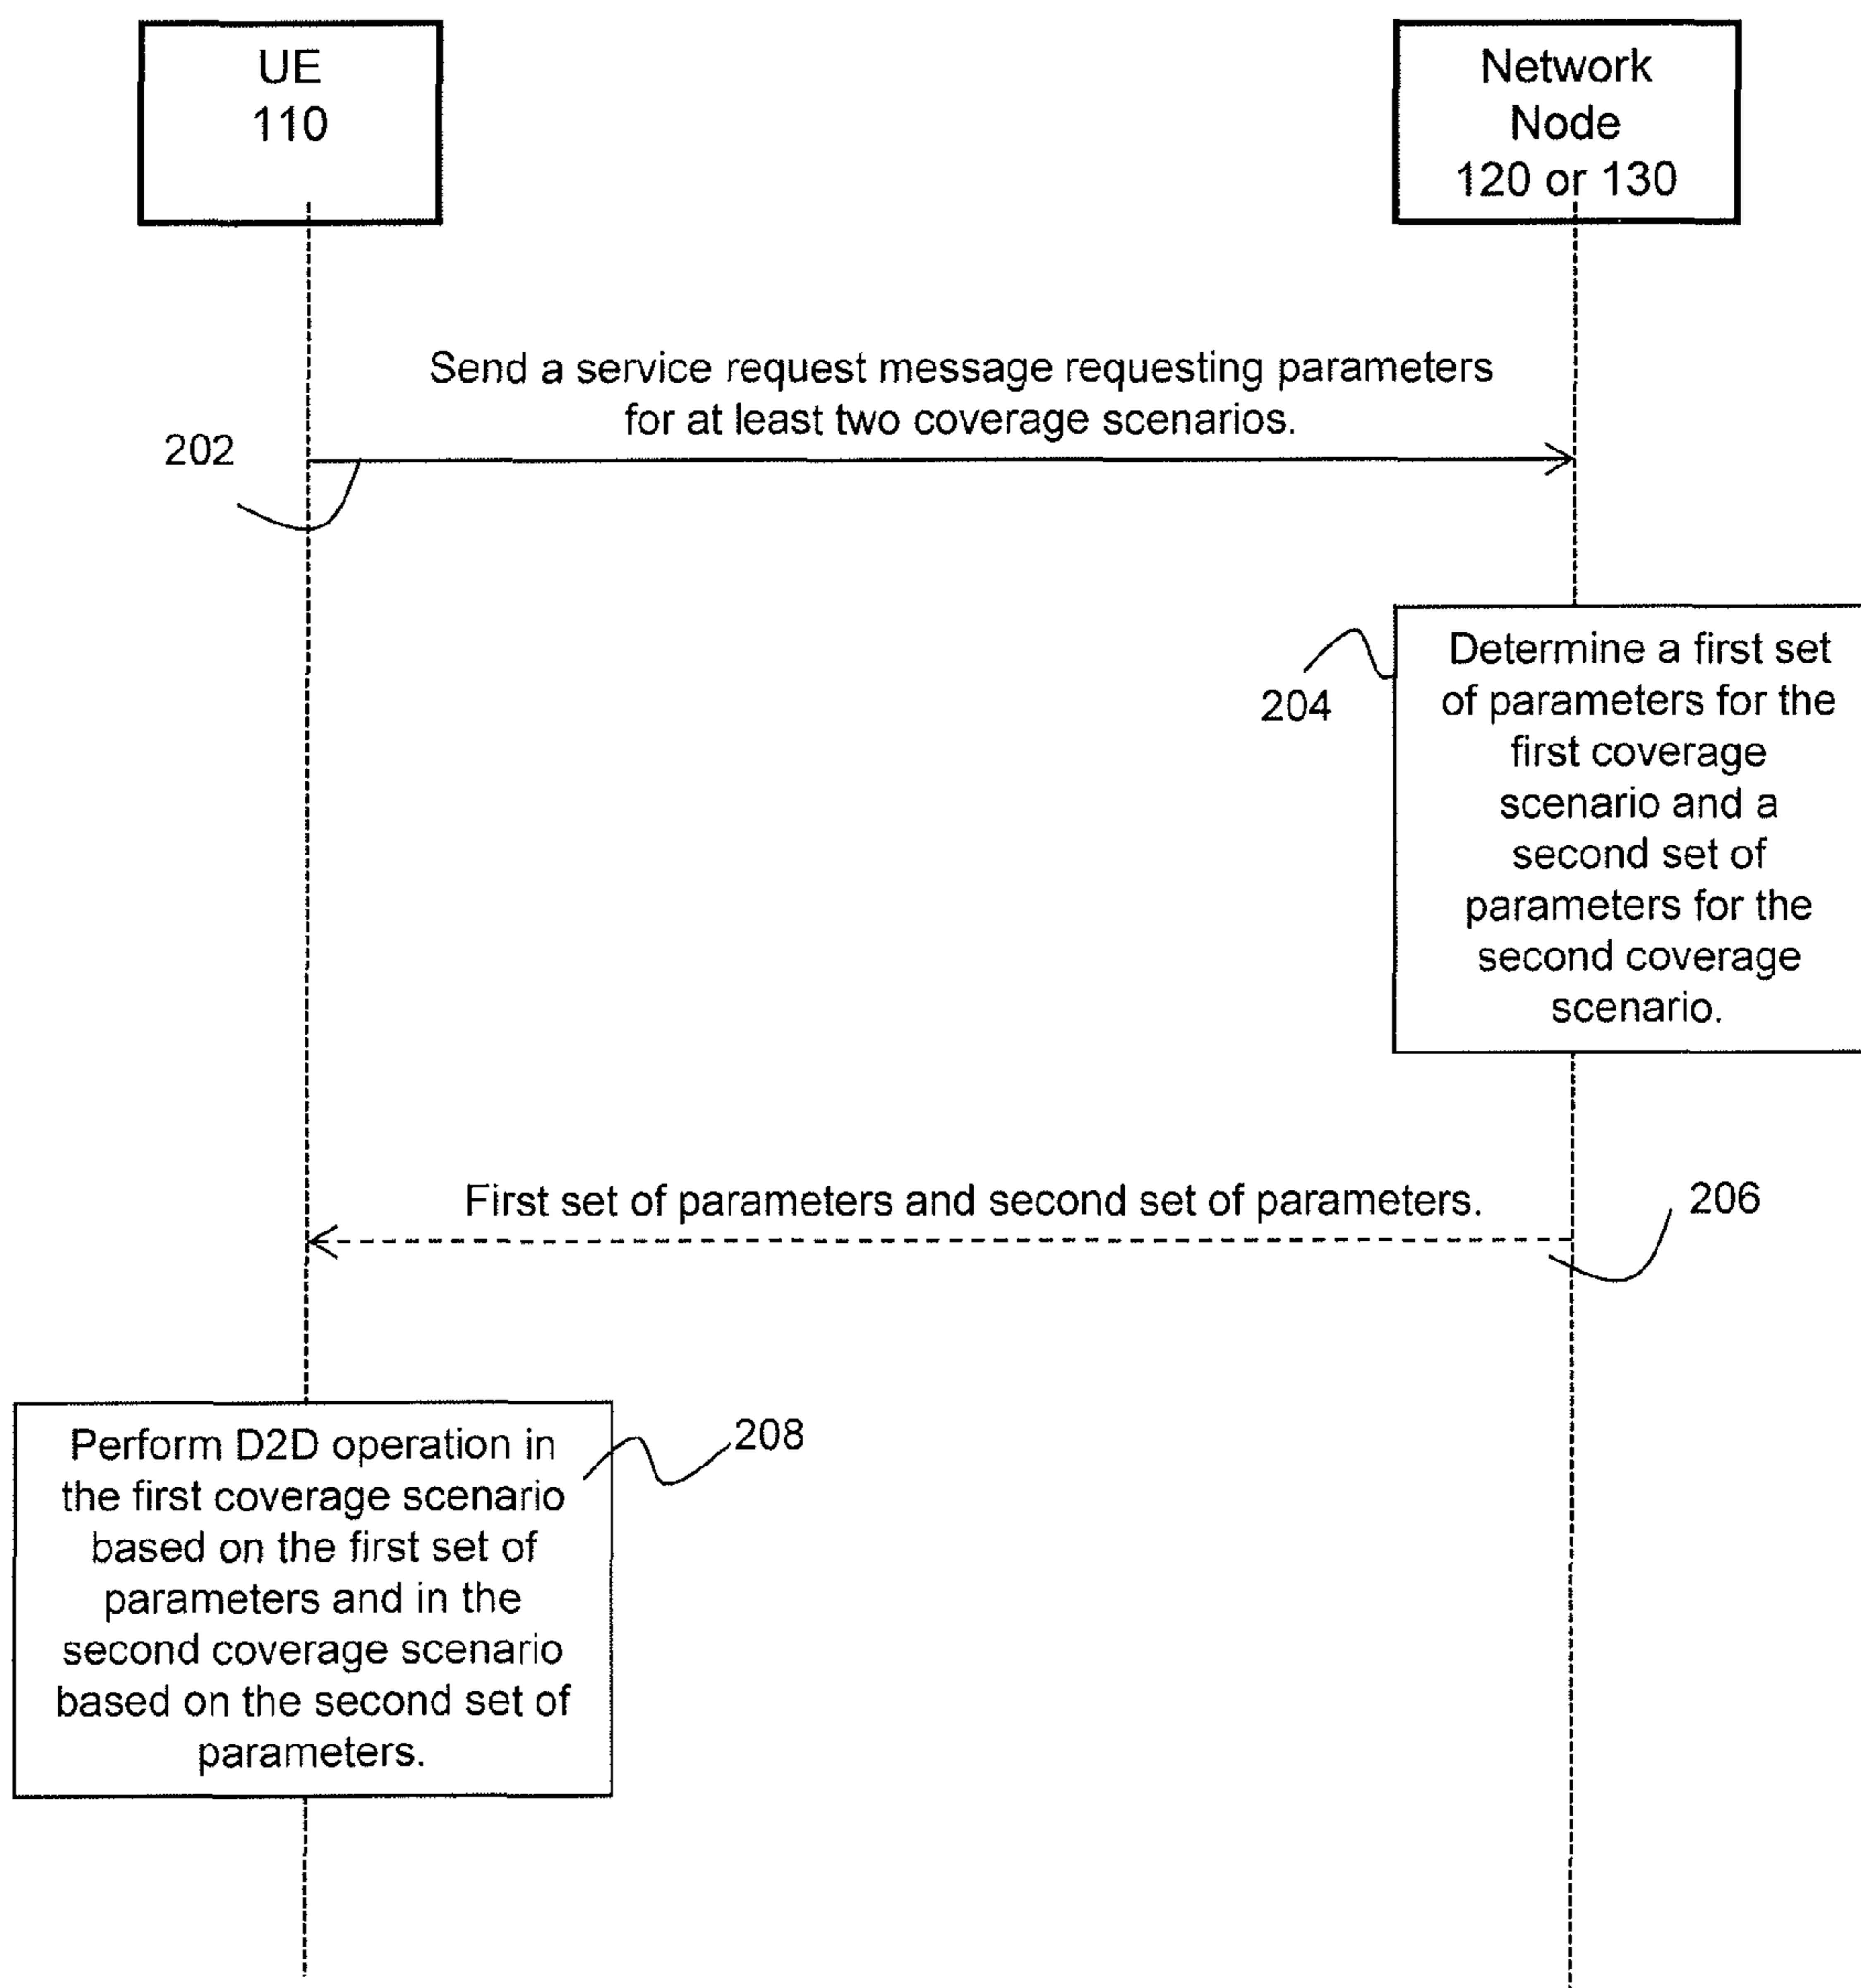 UE
110
Network
Node
120 or 130
Send a service request message requesting parameters
for at least two coverage scenarios.
202
Determine a first set
of parameters for the
first coverage
scenario and a
second set of
parameters for the
second coverage
scenario.
204
First set of parameters and second set of parameters.
206
Perform D2D operation in
the first coverage scenario
based on the first set of
parameters and in the
second coverage scenario
based on the second set of
parameters.
208